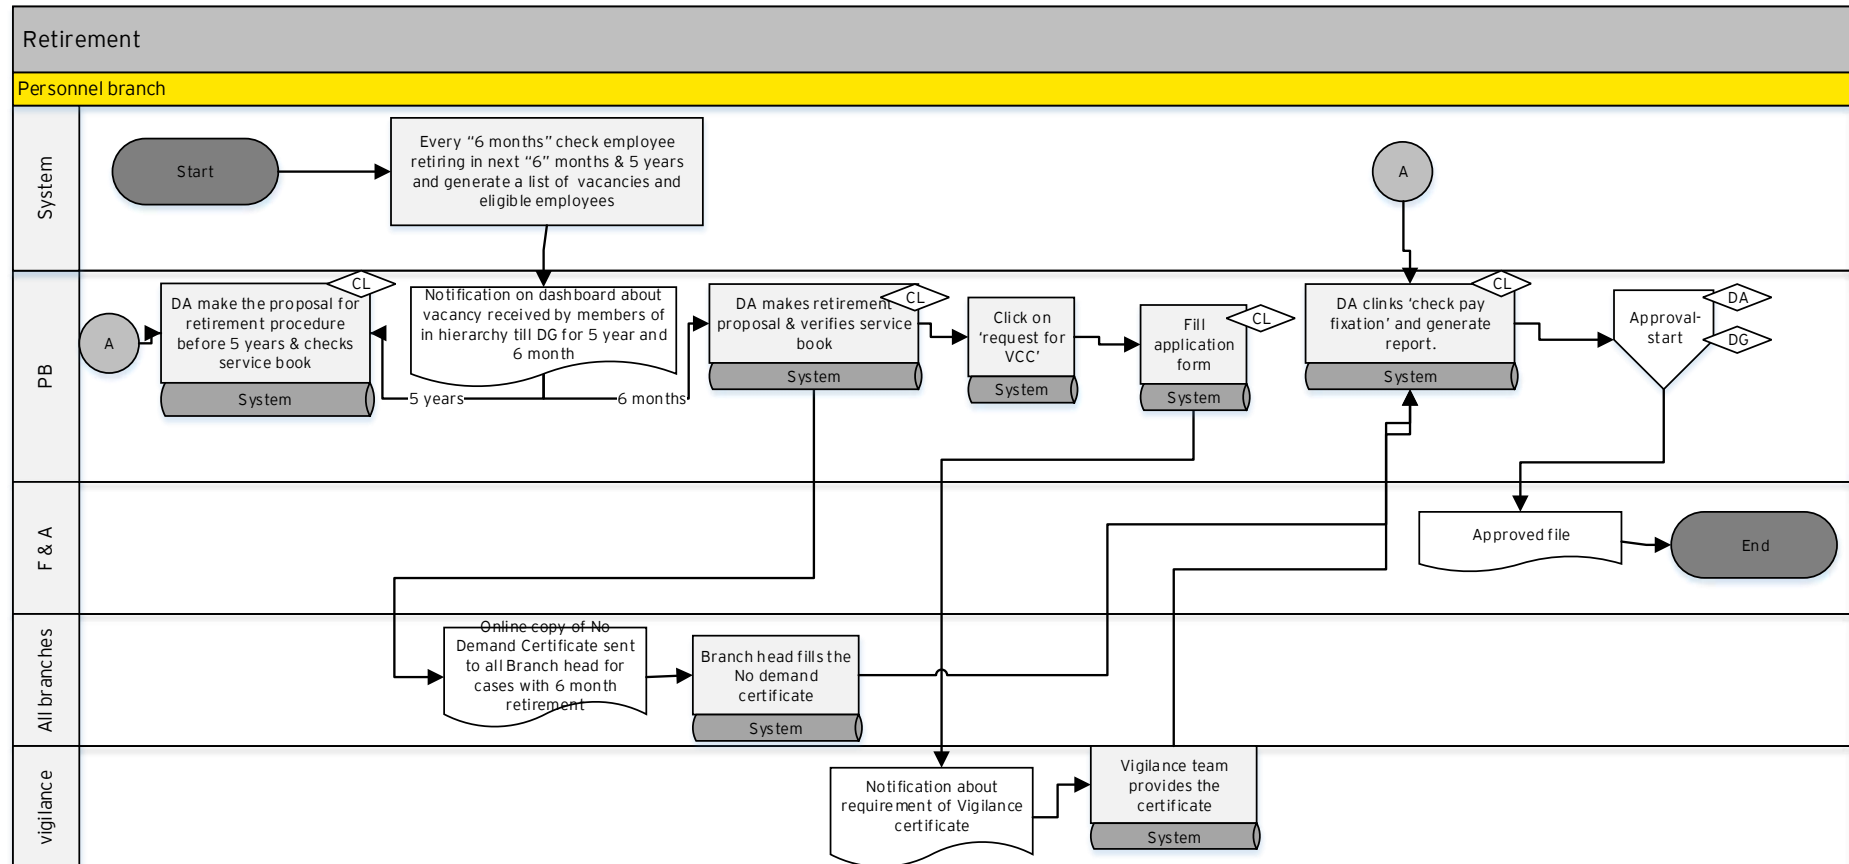 Retirement
Personnel branch
System
Start
Every “6 months” check employee
retiring in next “6” months & 5 years
and generate a list of vacancies and
eligible employees
A
PB
A
DA make the proposal for
retirement procedure
before 5 years & checks
service book
System
CL
Notification on dashboard about
vacancy received by members of
in hierarchy till DG for 5 year and
6 month
5 years
6 months
DA makes retirement
proposal & verifies service
book
System
CL
Click on
‘request for
VCC’
System
Fill
application
form
System
CL
DA clinks ‘check pay
fixation’ and generate
report.
System
CL
Approval-
start
DA
DG
F & A
Approved file
End
All branches
Online copy of No
Demand Certificate sent
to all Branch head for
cases with 6 month
retirement
Branch head fills the
No demand
certificate
System
vigilance
Notification about
requirement of Vigilance
certificate
Vigilance team
provides the
certificate
System